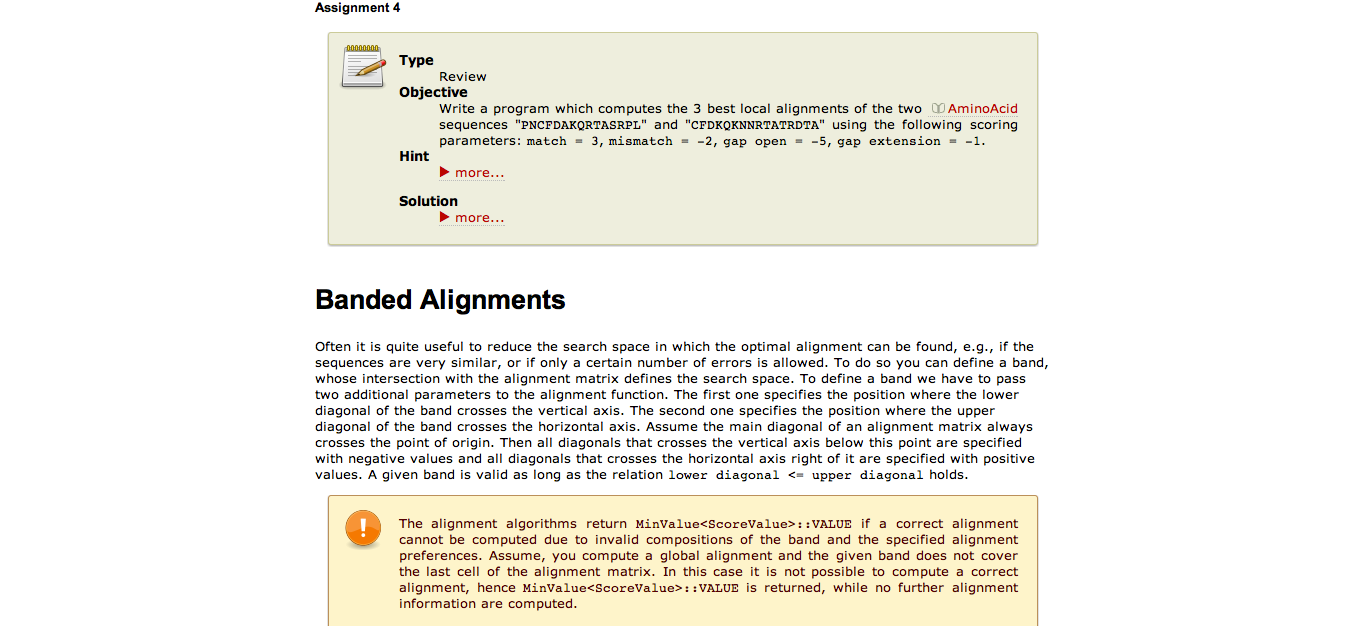 Assignment 4
Type
Review
Objective
Write a program which computes the 3 best local alignments of the two AminoAcid
sequences "PNCFDAKQRTASRPL" and "CFDKQKNNRTATRDTA" using the following scoring
parameters: match = 3, mismatch = -2, gap open = -5, gap extension = -1.
Hint
more...
Solution
more...
Banded Alignments
Often it is quite useful to reduce the search space in which the optimal alignment can be found, e.g., if the
sequences are very similar, or if only a certain number of errors is allowed. To do so you can define a band,
whose intersection with the alignment matrix defines the search space. To define a band we have to pass
two additional parameters to the alignment function. The first one specifies the position where the lower
diagonal of the band crosses the vertical axis. The second one specifies the position where the upper
diagonal of the band crosses the horizontal axis. Assume the main diagonal of an alignment matrix always
crosses the point of origin. Then all diagonals that crosses the vertical axis below this point are specified
with negative values and all diagonals that crosses the horizontal axis right of it are specified with positive
values. A given band is valid as long as the relation lower diagonal <= upper diagonal holds.
The alignment algorithms return MinValue<ScoreValue>::VALUE if a correct alignment
cannot be computed due to invalid compositions of the band and the specified alignment
preferences. Assume, you compute a global alignment and the given band does not cover
the last cell of the alignment matrix. In this case it is not possible to compute a correct
alignment, hence MinValue<ScoreValue>::VALUE is returned, while no further alignment
information are computed.